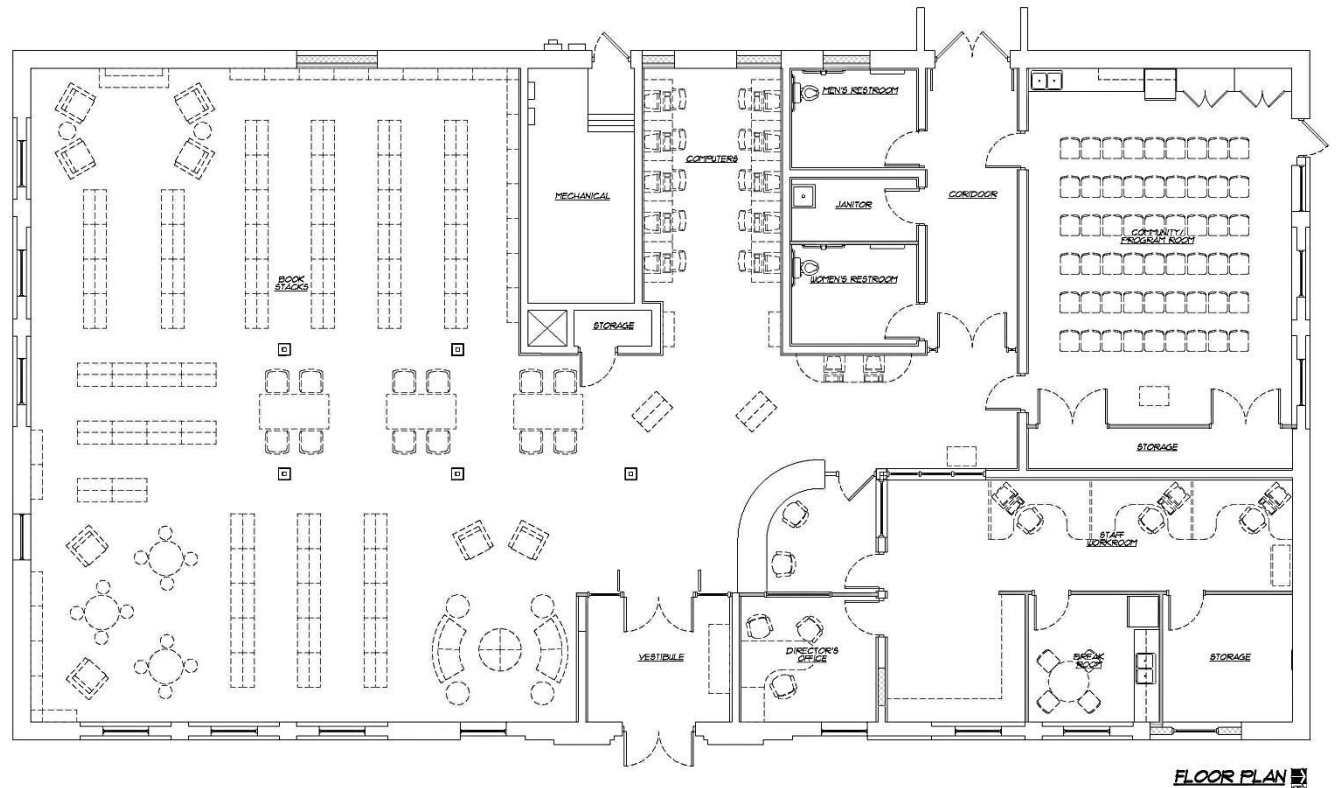 MEN'S RESTROOM
COMPUTERS
MECHANICAL
JANITOR
CORIDOOR
COMMUNITY/
PROGRAM ROOM
BOOK
STACKS
WOMEN'S RESTROOM
STORAGE
STORAGE
STAFF
WORKROOM
VESTIBULE
DIRECTOR'S
OFFICE
BREAK
ROOM
STORAGE
FLOOR PLAN